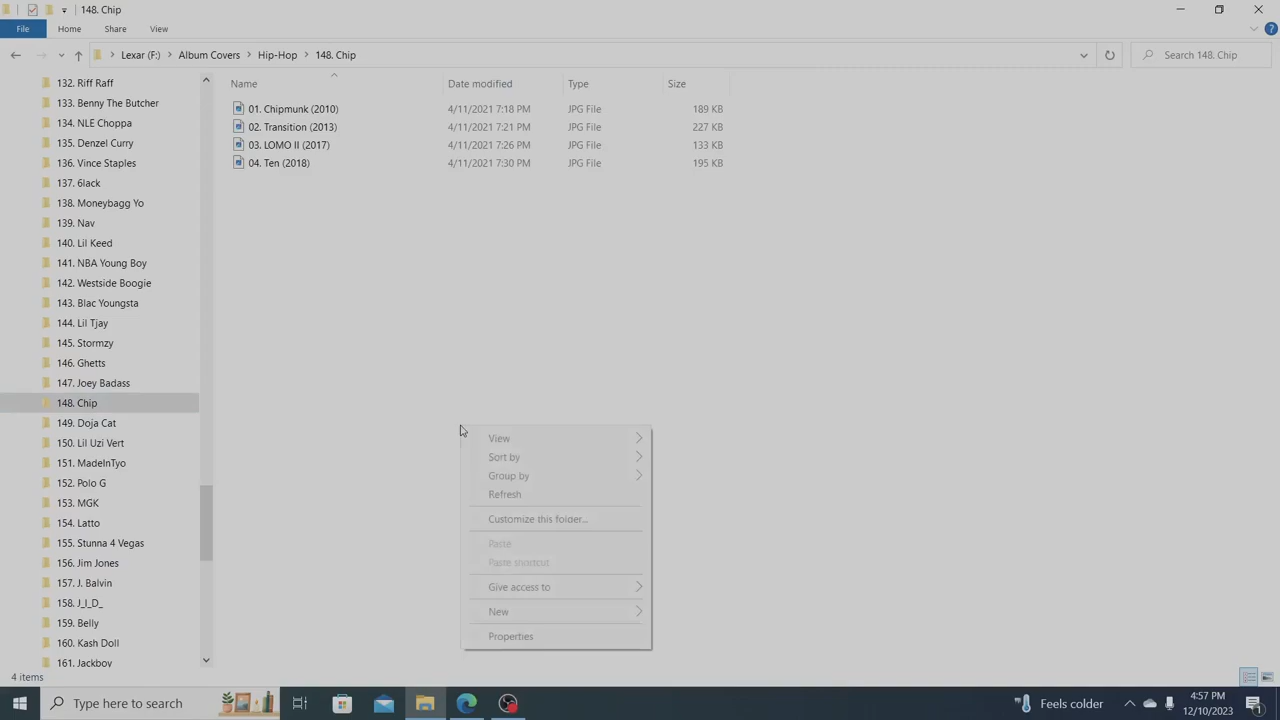 148. Chip
File
Home
Share
View
Lexar (F:)
Album Covers
Hip-Hop
148. Chip
Search 148. Chip
132. Riff Raff
133. Benny The Butcher
134. NLE Choppa
135. Denzel Curry
136. Vince Staples
137. 6lack
138. Moneybagg Yo
139. Nav
140. Lil Keed
141. NBA Young Boy
142. Westside Boogie
143. Blac Youngsta
144. Lil Tjay
145. Stormzy
146. Ghetts
147. Joey Badass
148. Chip
149. Doja Cat
150. Lil Uzi Vert
151. MadeInTyo
152. Polo G
153. MGK
154. Latto
155. Stunna 4 Vegas
156. Jim Jones
157. J. Balvin
158. J_I_D_
159. Belly
160. Kash Doll
161. Jackboy
Name Date modified Type Size
01. Chipmunk (2010) 4/11/2021 7:18 PM JPG File 189 KB
02. Transition (2013) 4/11/2021 7:21 PM JPG File 227 KB
03. LOMO II (2017) 4/11/2021 7:26 PM JPG File 133 KB
04. Ten (2018) 4/11/2021 7:30 PM JPG File 195 KB
View
Sort by
Group by
Refresh
Customize this folder...
Paste
Paste shortcut
Give access to
New
Properties
4 items
Type here to search
Feels colder
4:57 PM
12/10/2023
1